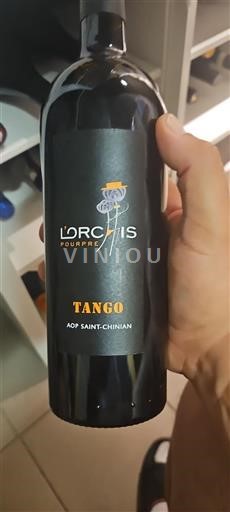 L'ORCHIS
POURPRE
VINIOU
TANGO
AOP SAINT-CHINIAN